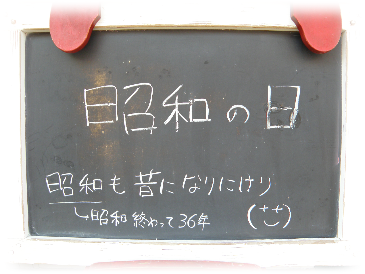 昭和の日
昭和も昔になりにけり
↳昭和終わって36年